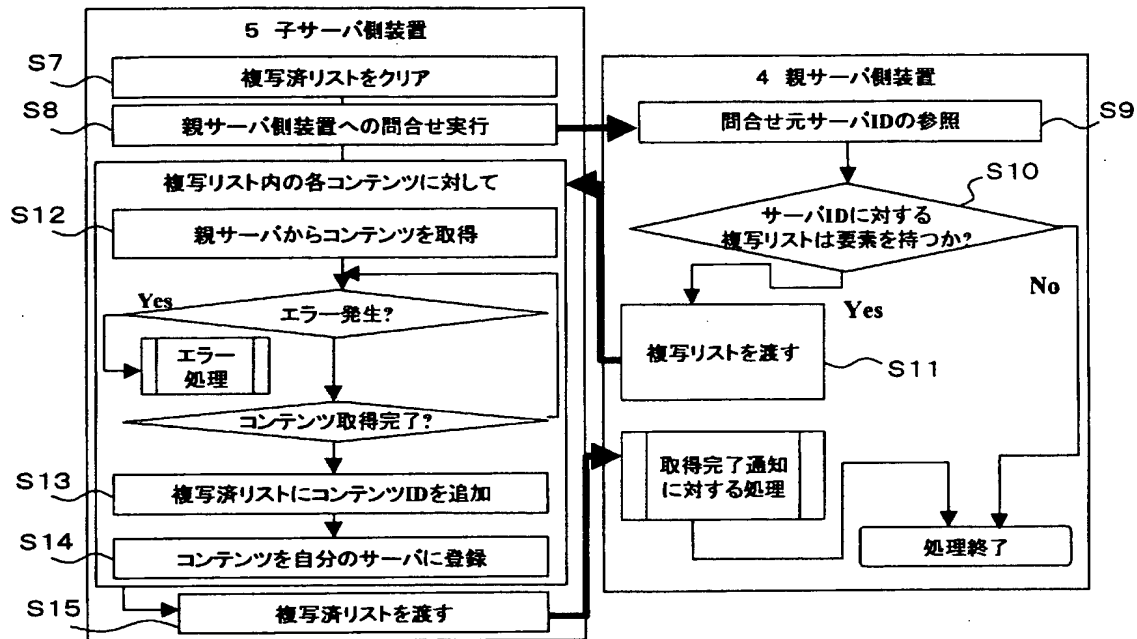 5 子サーバ側装置
S7
複写済リストをクリア
S8
親サーバ側装置への問合せ実行
複写リスト内の各コンテンツに対して
S12
親サーバからコンテンツを取得
Yes
エラー発生?
エラー
処理
コンテンツ取得完了?
S13
複写済リストにコンテンツIDを追加
S14
コンテンツを自分のサーバに登録
S15
複写済リストを渡す
4 親サーバ側装置
問合せ元サーバIDの参照
S9
S10
サーバIDに対する
複写リストは要素を持つか?
No
Yes
複写リストを渡す
S11
取得完了通知
に対する処理
処理終了